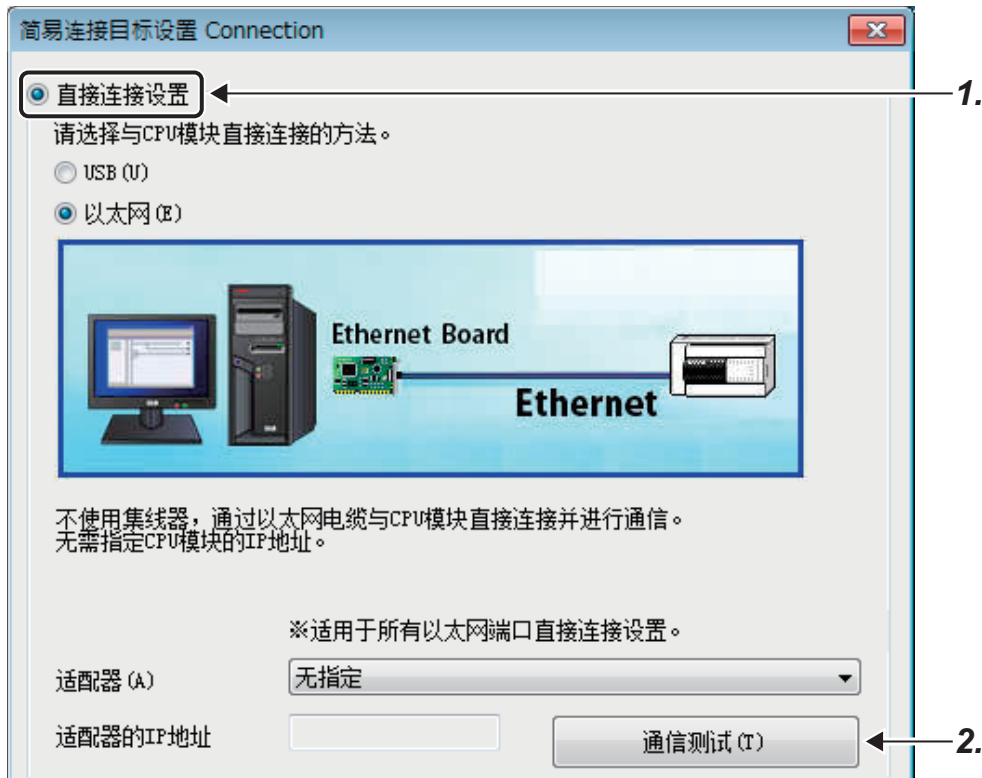 简易连接目标设置 Connection
直接连接设置
1.
请选择与CPU模块直接连接的方法。
USB(U)
以太网(E)
Ethernet Board
Ethernet
不使用集线器，通过以太网电缆与CPU模块直接连接并进行通信。
无需指定CPU模块的IP地址。
※适用于所有以太网端口直接连接设置。
适配器(A)
无指定
适配器的IP地址
通信测试(T)
2.